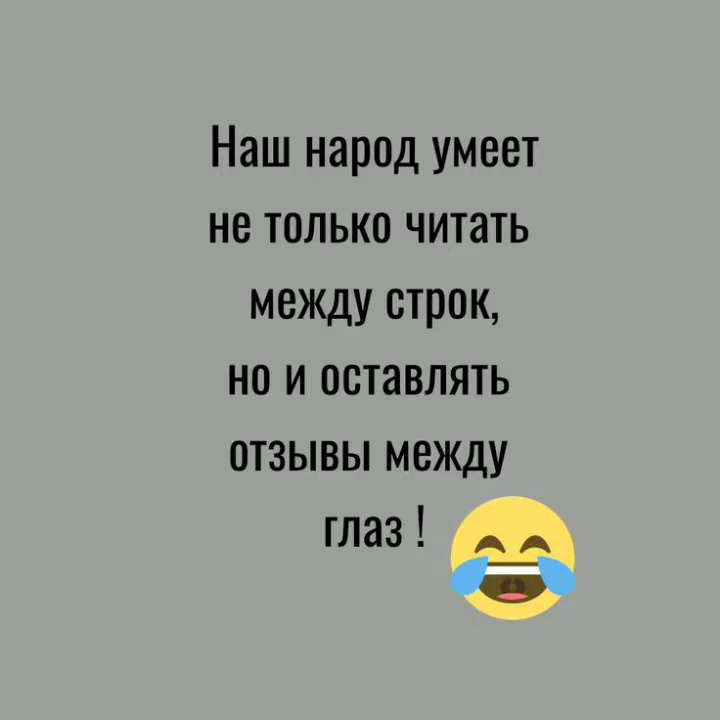 Наш народ умеет
не только читать
между строк,
но и оставлять
отзывы между
глаз !